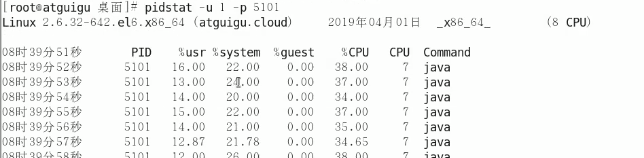 [root@atguigu 桌面]# pidstat -u 1 -p 5101
Linux 2.6.32-642.el6.x86_64 (atguigu.cloud) 2019年04月01日 _x86_64_ (8 CPU)
08时39分51秒 PID %usr %system %guest %CPU CPU Command
08时39分52秒 5101 16.00 22.00 0.00 38.00 7 java
08时39分53秒 5101 13.00 24.00 0.00 37.00 7 java
08时39分54秒 5101 14.00 20.00 0.00 34.00 7 java
08时39分55秒 5101 15.00 22.00 0.00 37.00 7 java
08时39分56秒 5101 14.00 21.00 0.00 35.00 7 java
08时39分57秒 5101 12.87 21.78 0.00 34.65 7 java
08时39分58秒 5101 12.00 26.00 0.00 38.00 7 java